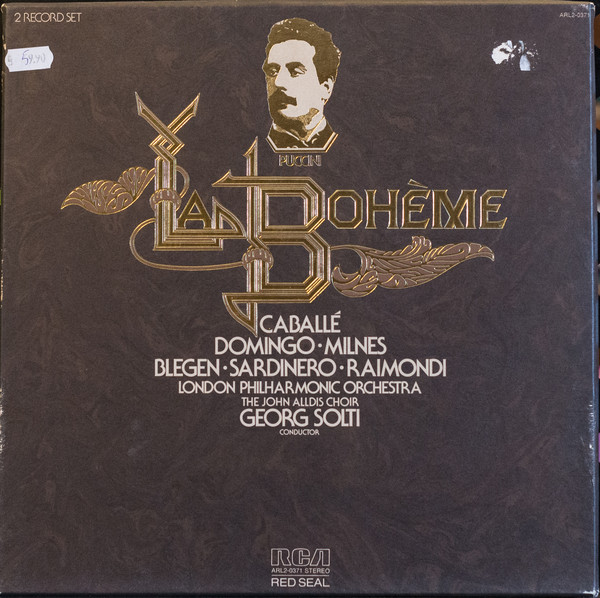 2 RECORD SET
ARL2-0371
59.90
PUCCINI
LA BOHÈME
CABALLÉ
DOMINGO · MILNES
BLEGEN · SARDINERO · RAIMONDI
LONDON PHILHARMONIC ORCHESTRA
THE JOHN ALLDIS CHOIR
GEORG SOLTI
CONDUCTOR
RCA
ARL2-0371 STEREO
RED SEAL